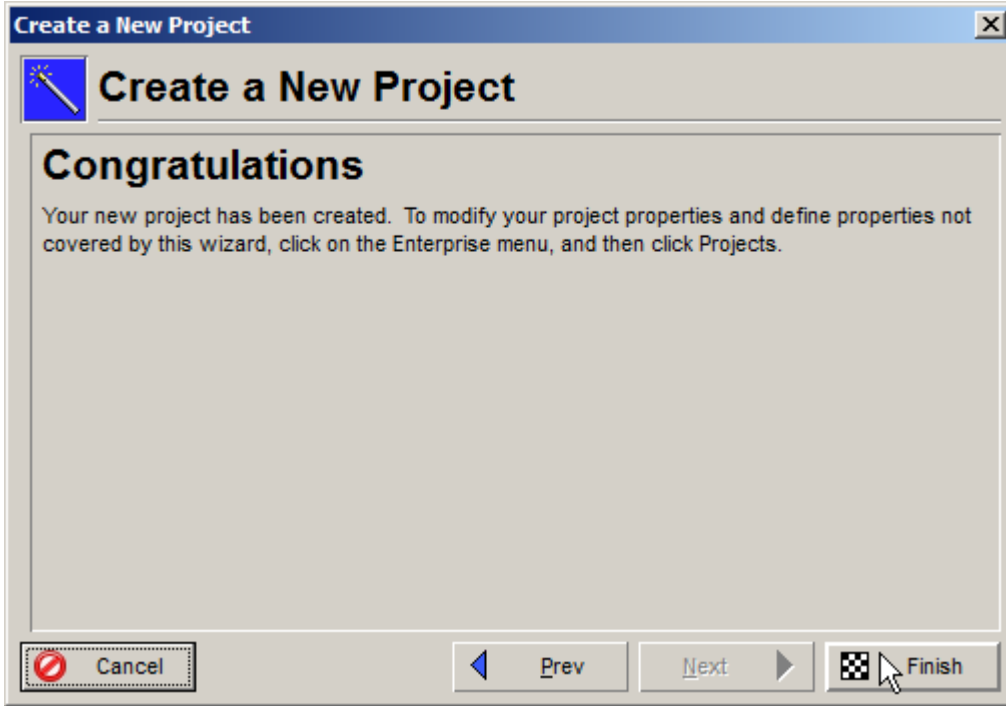 Create a New Project
Create a New Project
Congratulations
Your new project has been created.  To modify your project properties and define properties not
covered by this wizard, click on the Enterprise menu, and then click Projects.
Cancel
Prev
Next
Finish